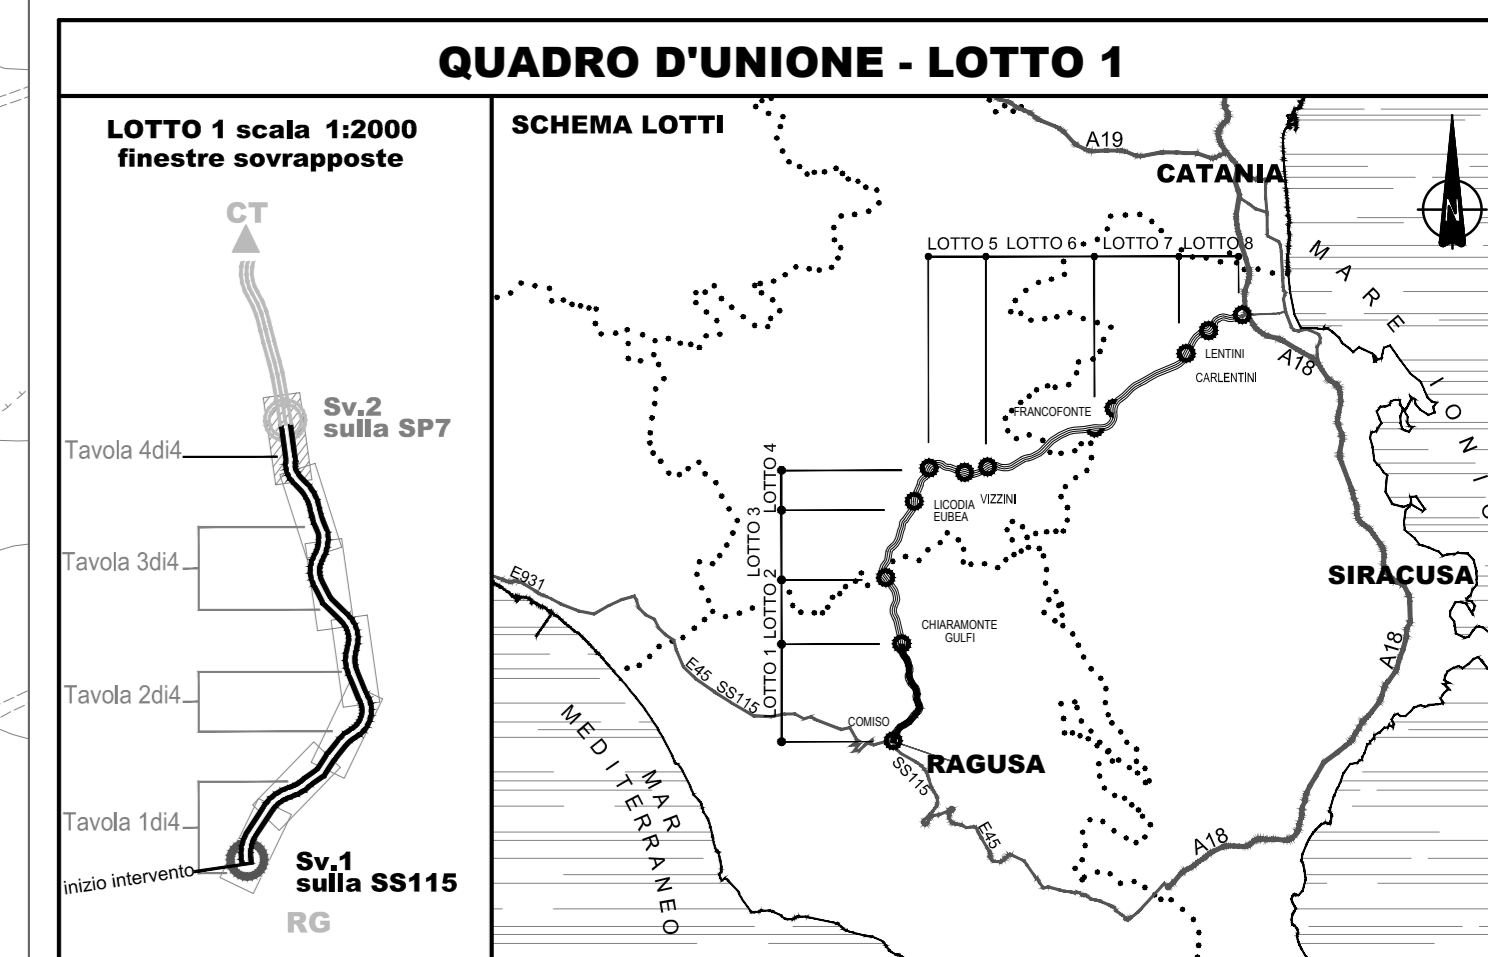 QUADRO D'UNIONE - LOTTO 1
LOTTO 1 scala 1:2000
finestre sovrapposte
CT
Sv.2
sulla SP7
Tavola 4di4
Tavola 3di4
Tavola 2di4
Tavola 1di4
inizio intervento
Sv.1
sulla SS115
RG
SCHEMA LOTTI
A19
CATANIA
N
LOTTO 5
LOTTO 6
LOTTO 7
LOTTO 8
MARE IONIO
LENTINI
CARLENTINI
A18
FRANCOFONTE
LOTTO 4
LOTTO 3
LOTTO 2
LOTTO 1
LICODIA
EUBEA
VIZZINI
E931
SIRACUSA
CHIARAMONTE
GULFI
A18
E45 SS115
COMISO
RAGUSA
SS115
MAR
MEDITERRANEO
E45
A18